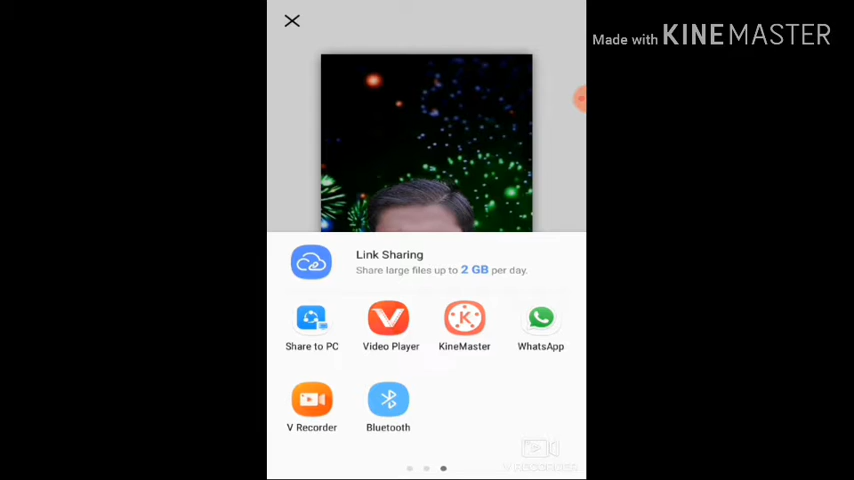 Made with KINEMASTER
Link Sharing
Share large files up to 2 GB per day.
Share to PC
Video Player
KineMaster
WhatsApp
V Recorder
Bluetooth
V RECORDER